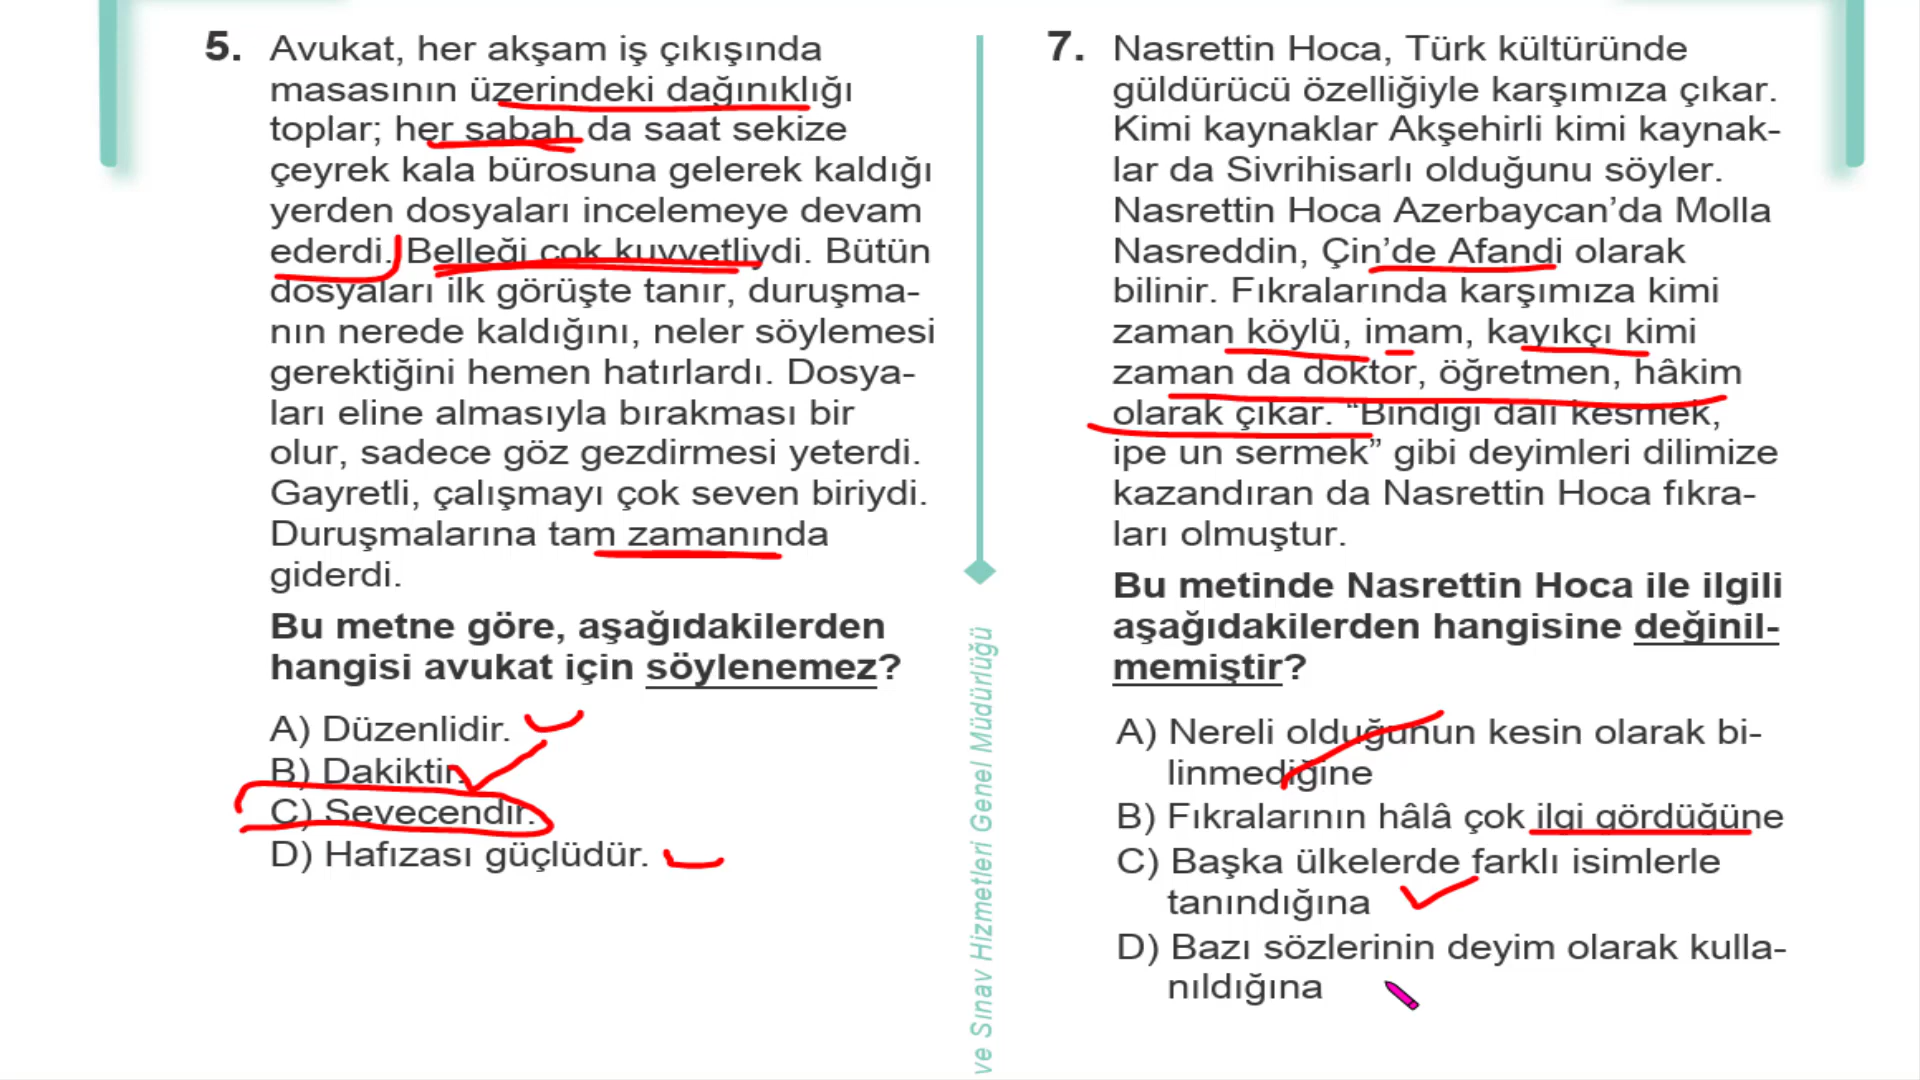 5. Avukat, her akşam iş çıkışında
masasının üzerindeki dağınıklığı
toplar; her sabah da saat sekize
çeyrek kala bürosuna gelerek kaldığı
yerden dosyaları incelemeye devam
ederdi. Belleği çok kuvvetliydi. Bütün
dosyaları ilk görüşte tanır, duruşma-
nın nerede kaldığını, neler söylemesi
gerektiğini hemen hatırlardı. Dosya-
ları eline almasıyla bırakması bir
olur, sadece göz gezdirmesi yeterdi.
Gayretli, çalışmayı çok seven biriydi.
Duruşmalarına tam zamanında
giderdi.
Bu metne göre, aşağıdakilerden
hangisi avukat için söylenemez?
A) Düzenlidir.
B) Dakiktir.
C) Sevecendir.
D) Hafızası güçlüdür.
ve Sınav Hizmetleri Genel Müdürlüğü
7. Nasrettin Hoca, Türk kültüründe
güldürücü özelliğiyle karşımıza çıkar.
Kimi kaynaklar Akşehirli kimi kaynak-
lar da Sivrihisarlı olduğunu söyler.
Nasrettin Hoca Azerbaycan’da Molla
Nasreddin, Çin’de Afandi olarak
bilinir. Fıkralarında karşımıza kimi
zaman köylü, imam, kayıkçı kimi
zaman da doktor, öğretmen, hâkim
olarak çıkar. “Bindiği dalı kesmek,
ipe un sermek” gibi deyimleri dilimize
kazandıran da Nasrettin Hoca fıkra-
ları olmuştur.
Bu metinde Nasrettin Hoca ile ilgili
aşağıdakilerden hangisine değinil-
memiştir?
A) Nereli olduğunun kesin olarak bi-
linmediğine
B) Fıkralarının hâlâ çok ilgi gördüğüne
C) Başka ülkelerde farklı isimlerle
tanındığına
D) Bazı sözlerinin deyim olarak kulla-
nıldığına